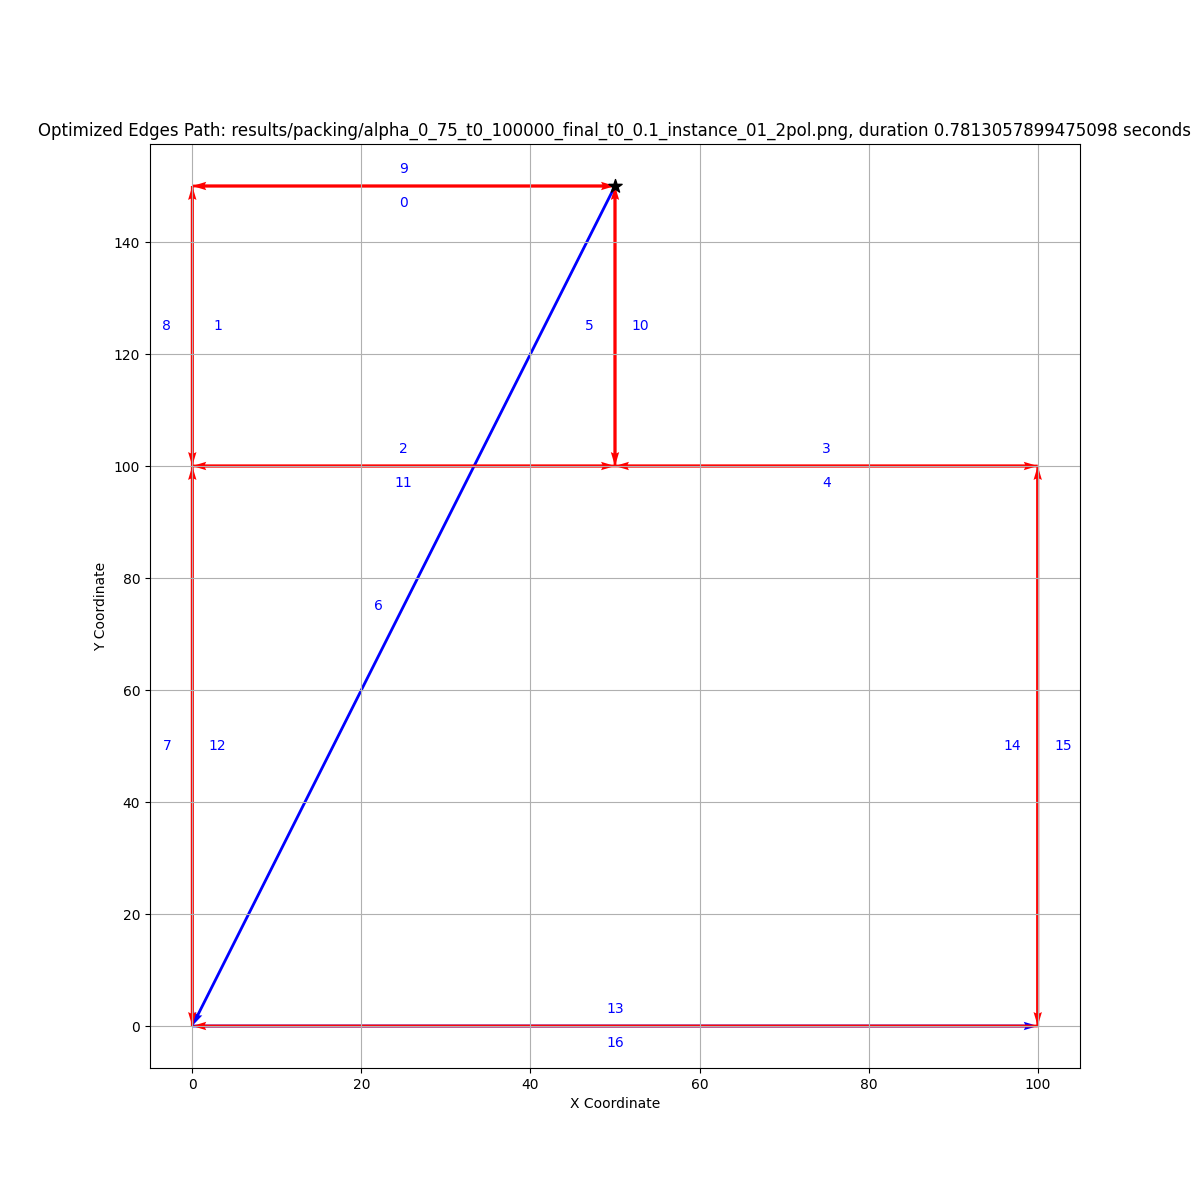 Optimized Edges Path: results/packing/alpha_0_75_t0_100000_final_t0_0.1_instance_01_2pol.png, duration 0.7813057899475098 seconds
9
0
140
8 1 5 10
120
2 3
100
11 4
80
6
Y Coordinate
60
7 12 14 15
40
20
13
0
16
0 20 40 60 80 100
X Coordinate